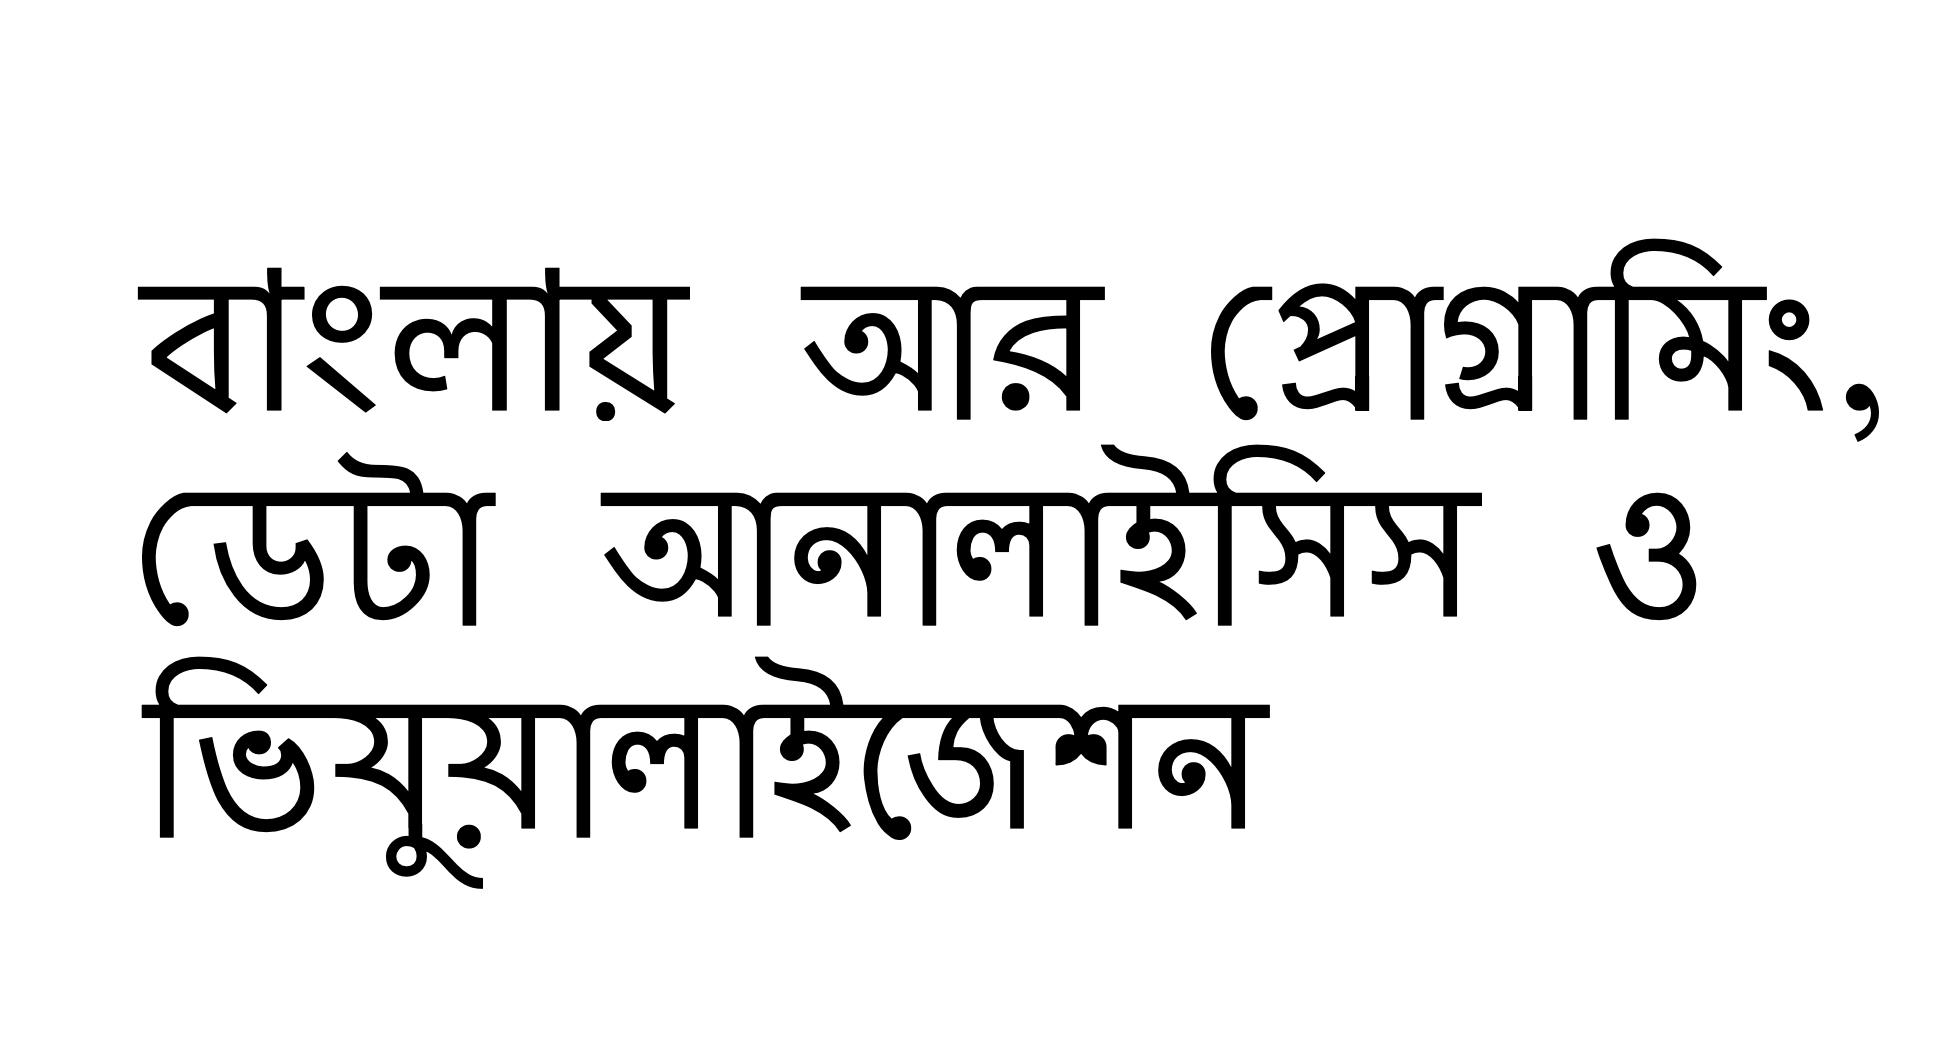 বাংলায় আর প্রোগ্রামিং,
ডেটা আনালাইসিস ও
ভিযুয়ালাইজেশন